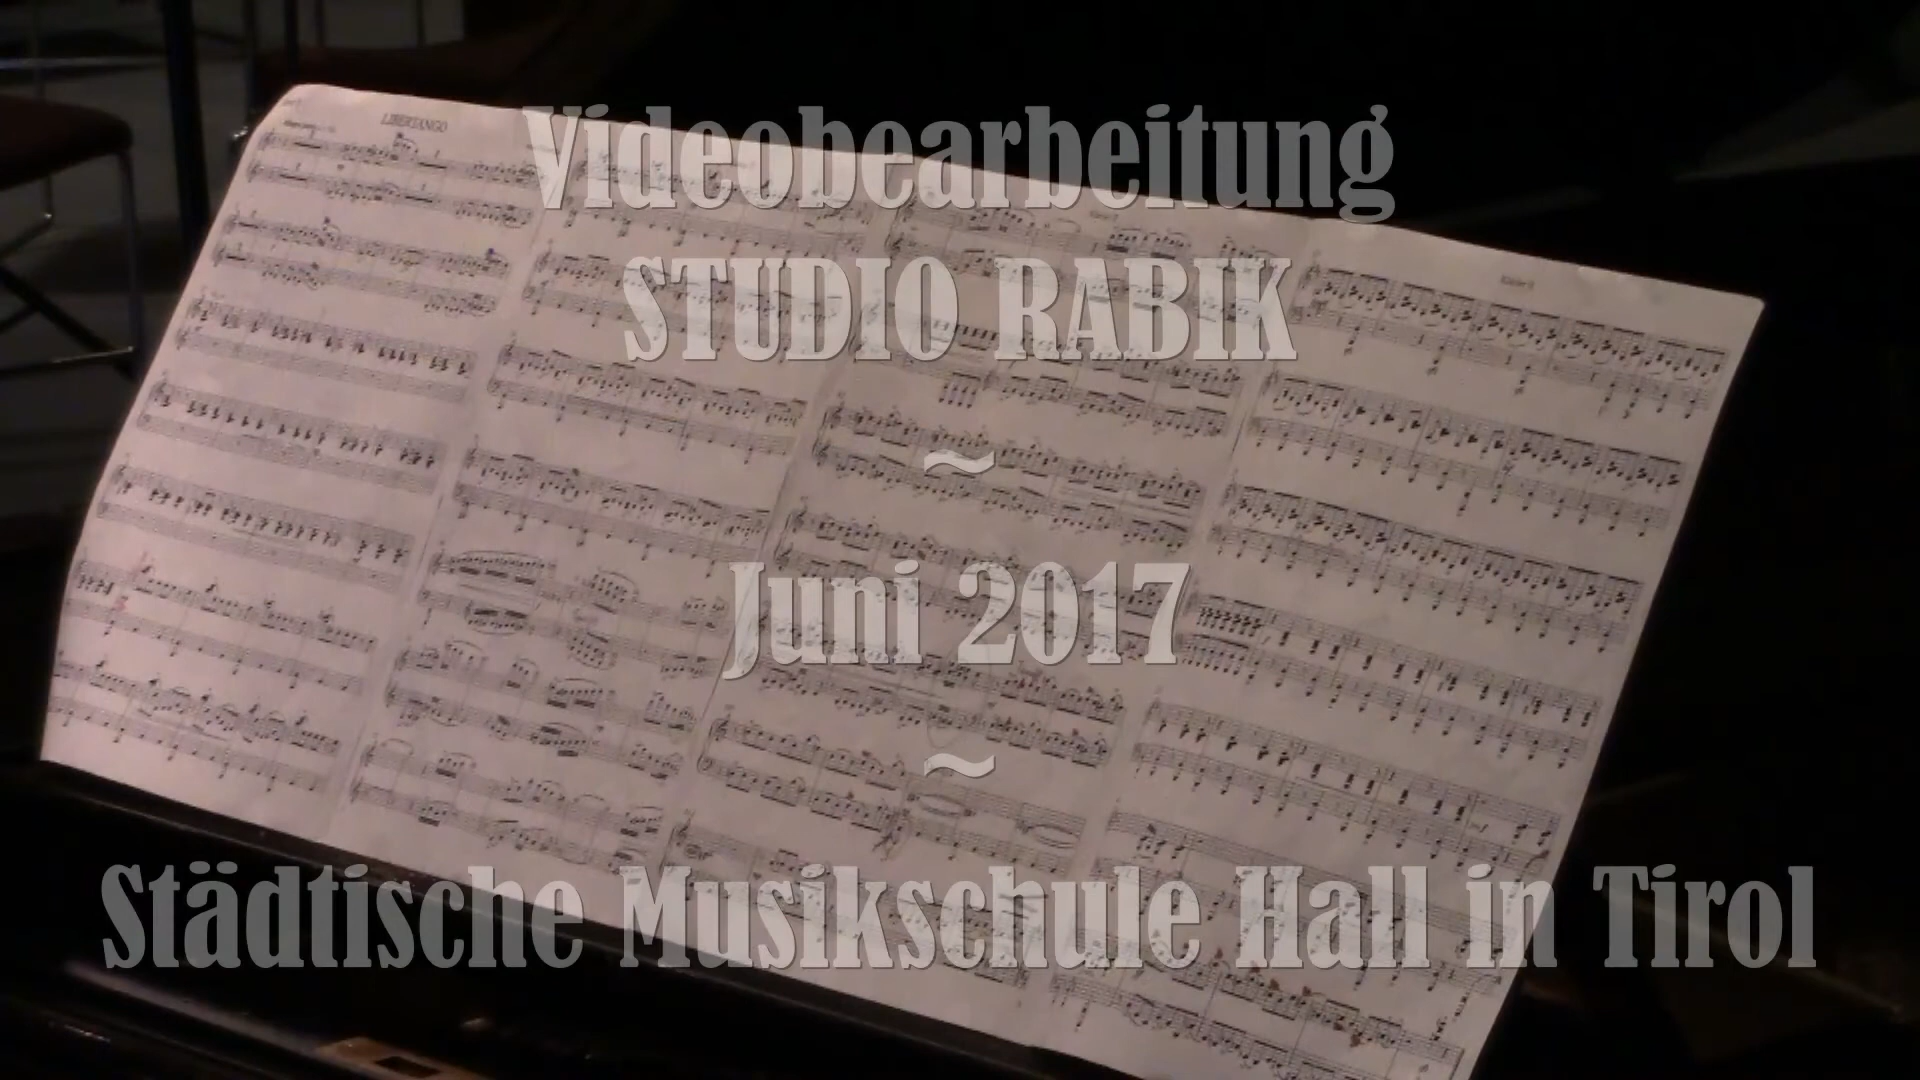 Videobearbeitung
STUDIO RABIK
~
Juni 2017
~
Städtische Musikschule Hall in Tirol
LIBERTANGO